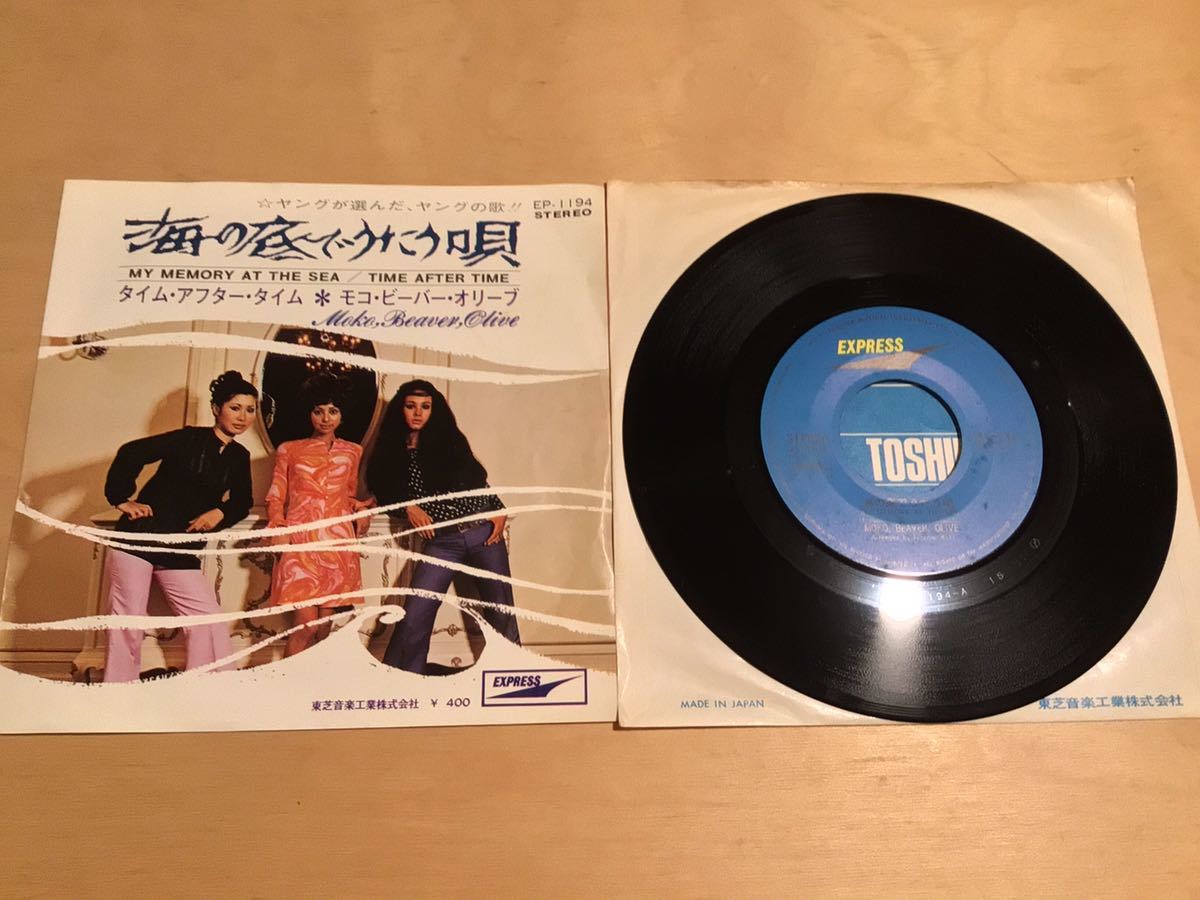 ☆ヤングが選んだ、ヤングの歌!!
EP-1194
STEREO
海の底でうたう唄
MY MEMORY AT THE SEA / TIME AFTER TIME
タイム・アフター・タイム * モコ・ビーバー・オリーブ
Moko, Beaver, Olive
EXPRESS
東芝音楽工業株式会社 ¥ 400
EXPRESS
TOSHI
MOKO, BEAVER, OLIVE
194-A 15
MADE IN JAPAN
東芝音楽工業株式会社